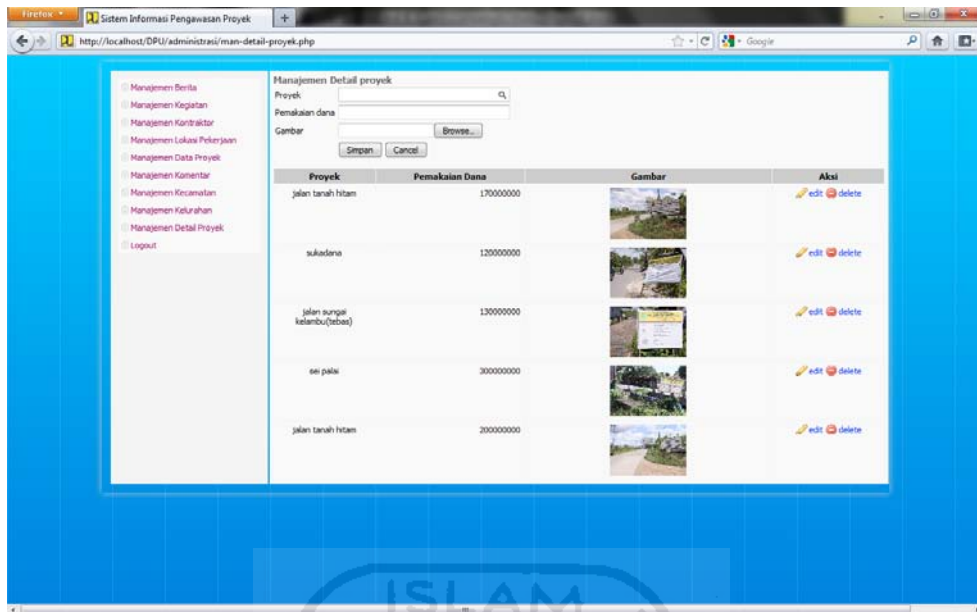 Firefox
Sistem Informasi Pengawasan Proyek
http://localhost/DPU/administrasi/man-detail-proyek.php
Google
Manajemen Berita
Manajemen Kegiatan
Manajemen Kontraktor
Manajemen Lokasi Pekerjaan
Manajemen Data Proyek
Manajemen Komentar
Manajemen Kecamatan
Manajemen Kelurahan
Manajemen Detail Proyek
Logout
Manajemen Detail proyek
Proyek
Pemakaian dana
Gambar Browse...
Simpan Cancel
Proyek Pemakaian Dana Gambar Aksi
jalan tanah hitam 170000000 edit delete
sukadana 120000000 edit delete
jalan sungai
kelambu(tebas) 130000000 edit delete
sei palai 300000000 edit delete
jalan tanah hitam 200000000 edit delete
ISLAM